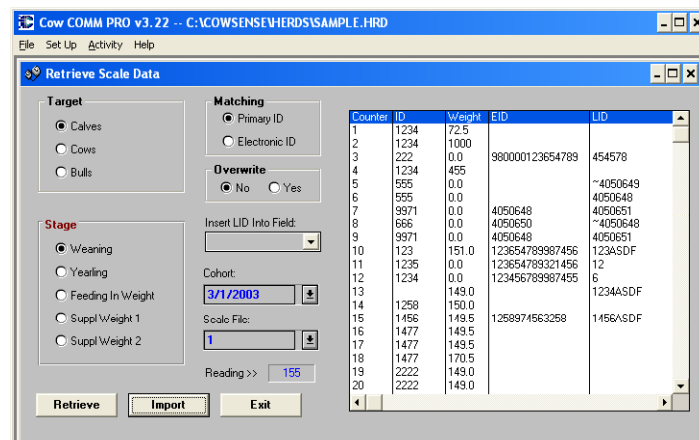 Cow COMM PRO v3.22 -- C:\COWSENSE\HERDS\SAMPLE.HRD
File Set Up Activity Help
Retrieve Scale Data
Target
Calves
Cows
Bulls
Matching
Primary ID
Electronic ID
Overwrite
No Yes
Stage
Weaning
Yearling
Feeding In Weight
Suppl Weight 1
Suppl Weight 2
Insert LID Into Field:
Cohort:
3/1/2003
Scale File:
1
Reading >> 155
Retrieve Import Exit
Counter ID Weight EID LID
1 1234 72.5
2 1234 1000
3 222 0.0 980000123654789 454578
4 1234 455
5 555 0.0 ~4050649
6 555 0.0 4050648
7 9971 0.0 4050648 4050651
8 666 0.0 4050650 ~4050648
9 9971 0.0 4050648 4050651
10 123 151.0 123654789987456 123ASDF
11 1235 0.0 123654789321456 12
12 1234 0.0 123456789987455 6
13 149.0 1234ASDF
14 1258 150.0
15 1456 149.5 1258974563258 1456ASDF
16 1477 149.5
17 1477 149.5
18 1477 170.5
19 2222 149.0
20 2222 149.0